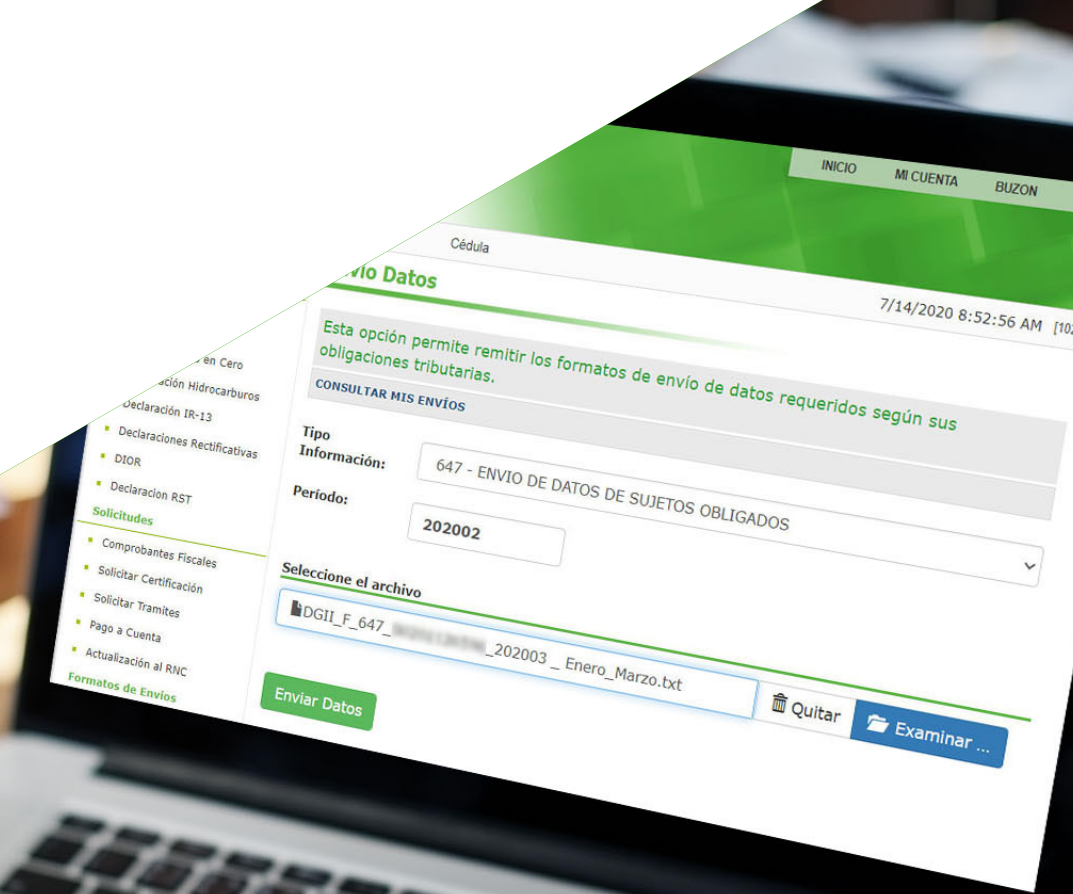 INICIO MI CUENTA BUZON
Cédula
7/14/2020 8:52:56 AM [102
Datos
Esta opción permite remitir los formatos de envío de datos requeridos según sus
obligaciones tributarias.
CONSULTAR MIS ENVÍOS
Tipo
Información:
647 - ENVIO DE DATOS DE SUJETOS OBLIGADOS
Período:
202002
Seleccione el archivo
DGII_F_647_ _202003 _ Enero_Marzo.txt
Quitar
Examinar ...
Enviar Datos
en Cero
Hidrocarburos
Declaración IR-13
Declaraciones Rectificativas
DIOR
Declaracion RST
Solicitudes
Comprobantes Fiscales
Solicitar Certificación
Solicitar Tramites
Pago a Cuenta
Actualización al RNC
Formatos de Envios